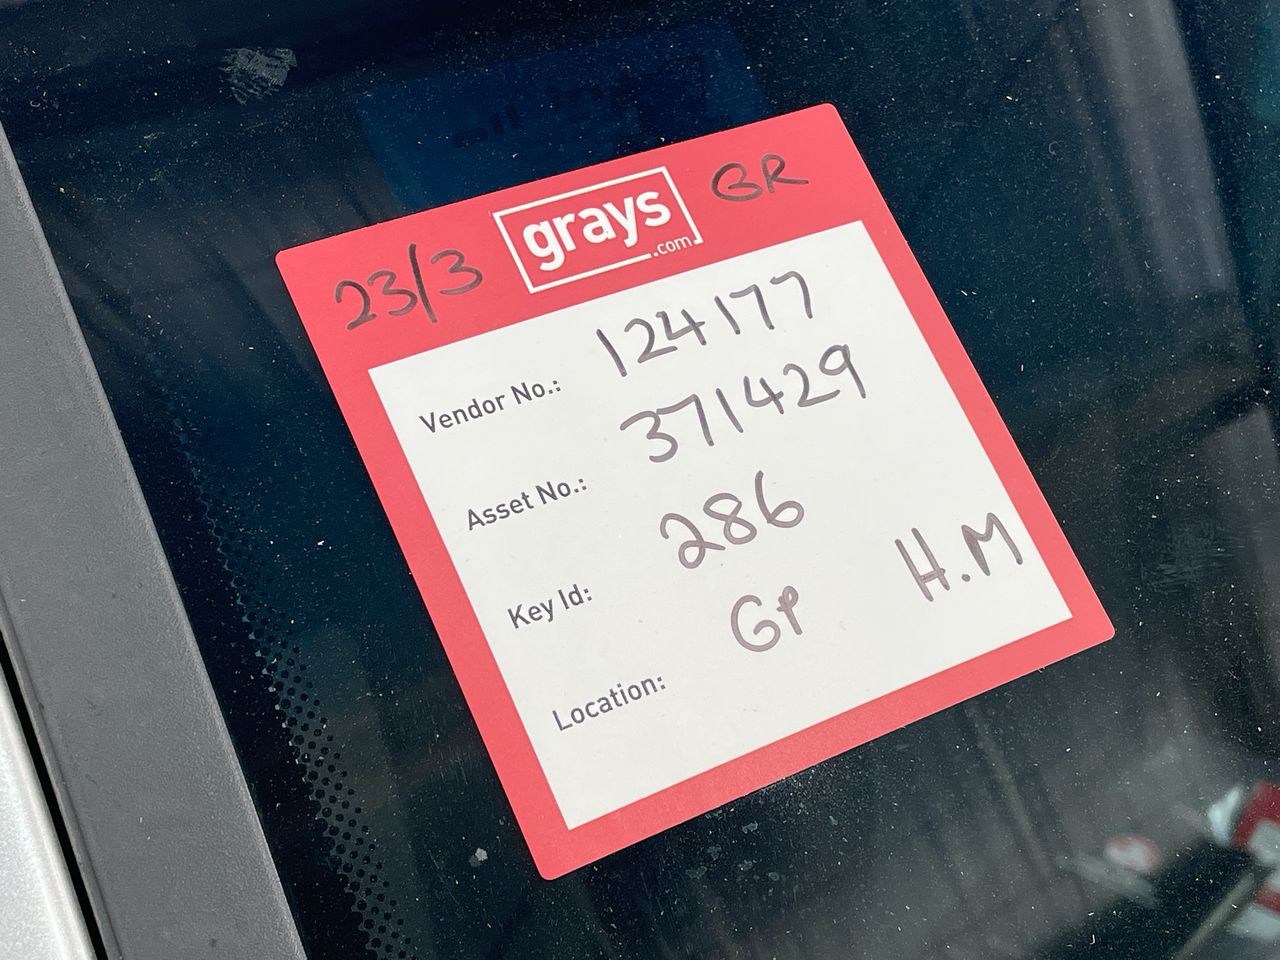 23/3 grays .com GR
Vendor No.: 124177
Asset No.: 371429
Key Id: 286
Location: GP H.M